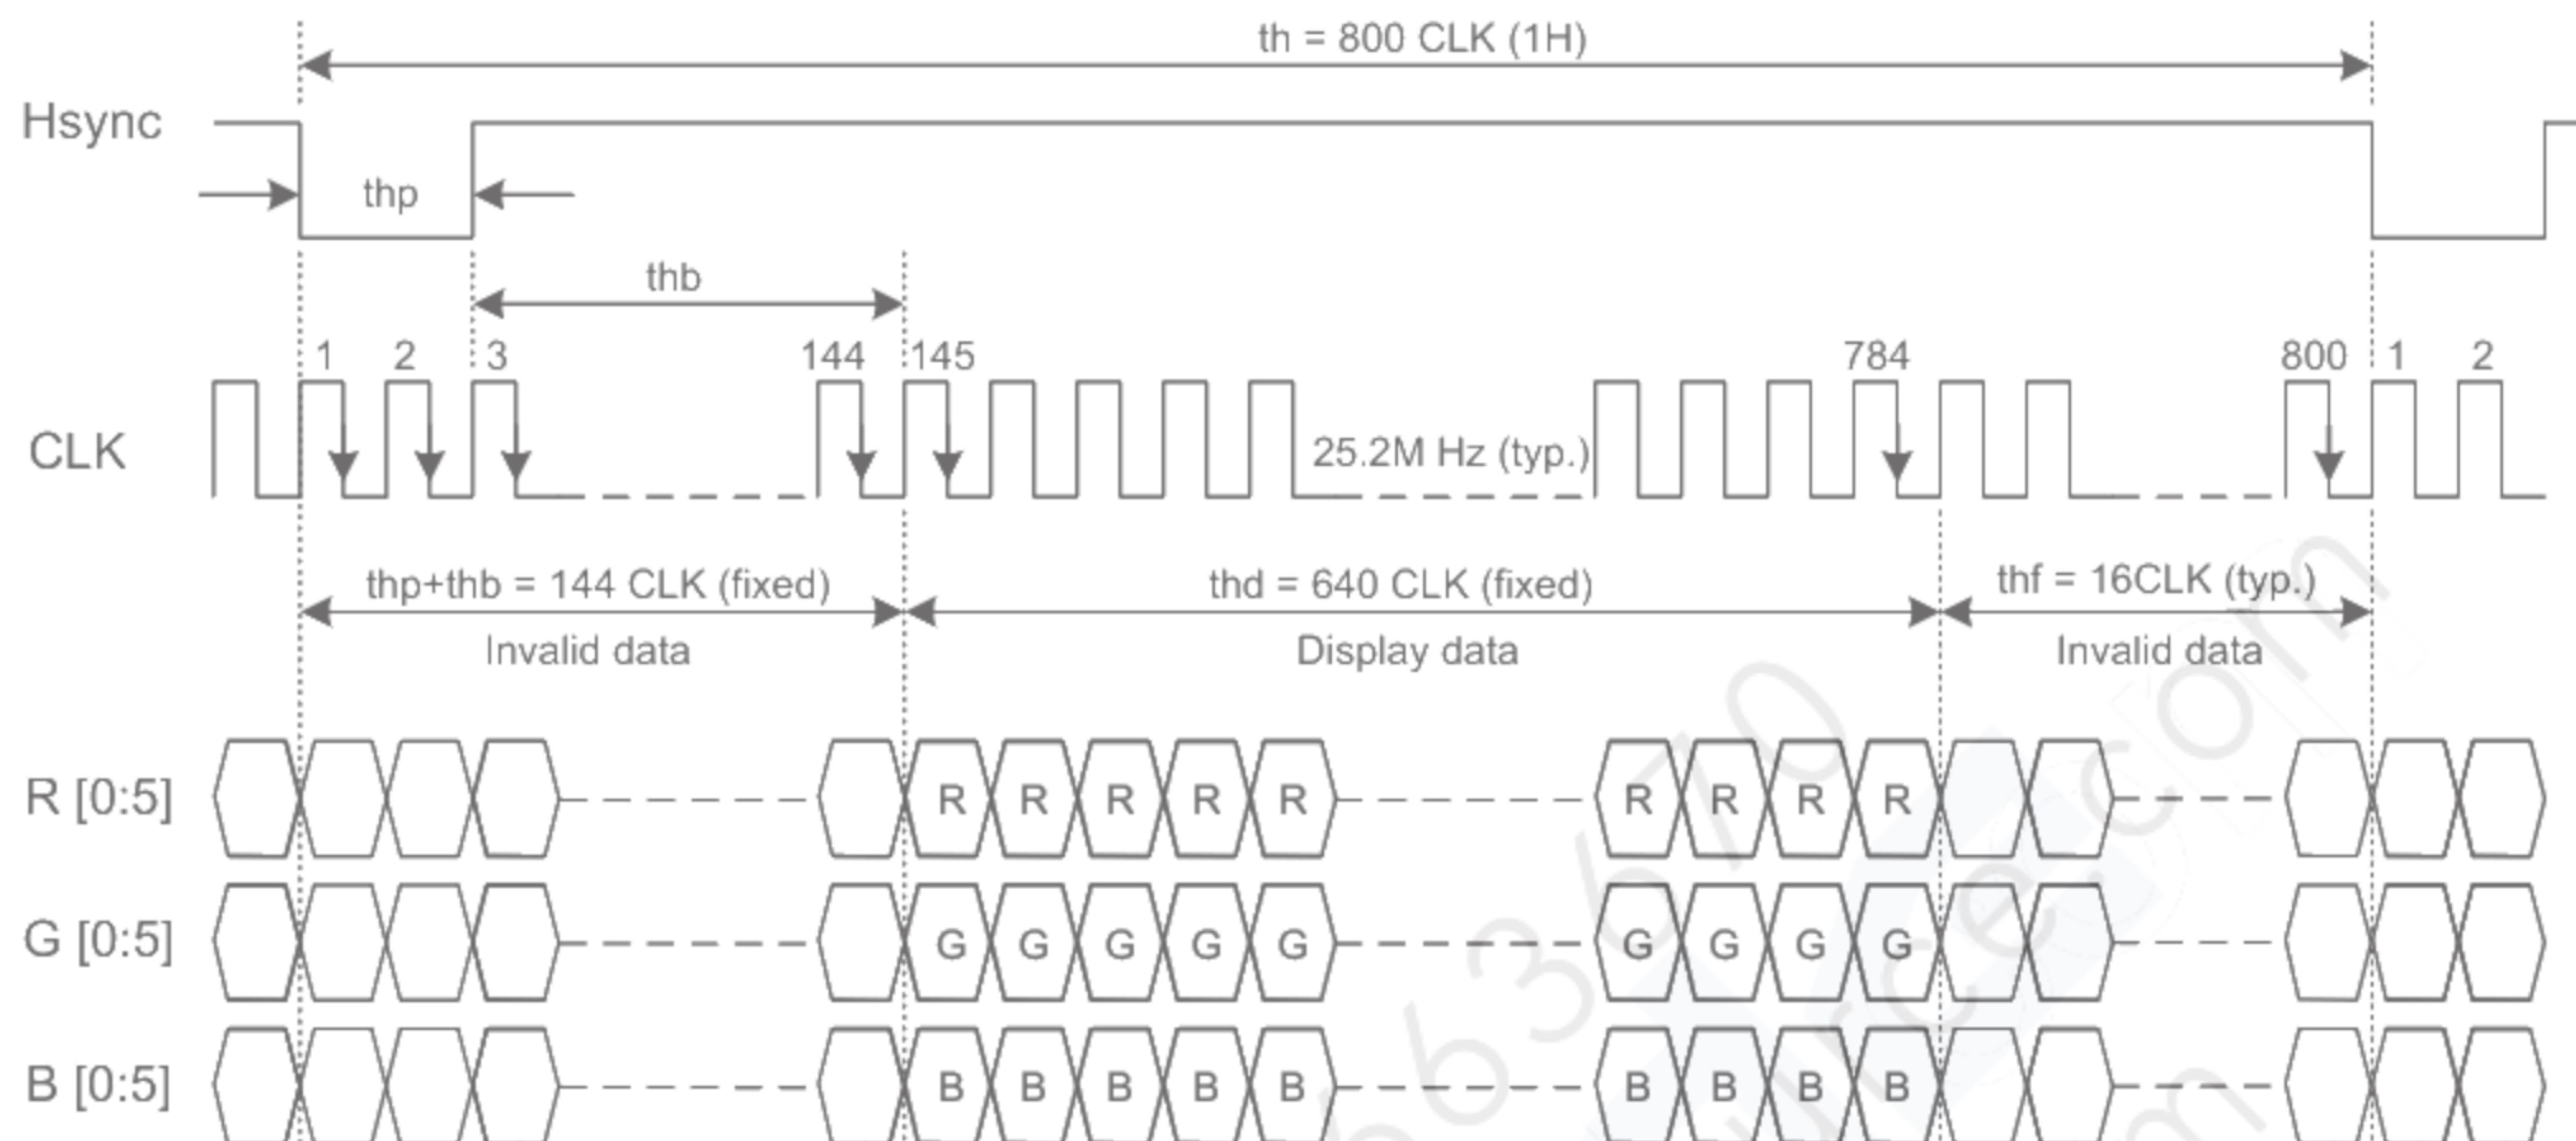 th = 800 CLK (1H)
Hsync
thp
thb
1 2 3 144 145 784 800 1 2
CLK
25.2M Hz (typ.)
thp+thb = 144 CLK (fixed) thd = 640 CLK (fixed) thf = 16CLK (typ.)
Invalid data Display data Invalid data
R [0:5] R R R R R R R R R
G [0:5] G G G G G G G G G
B [0:5] B B B B B B B B B